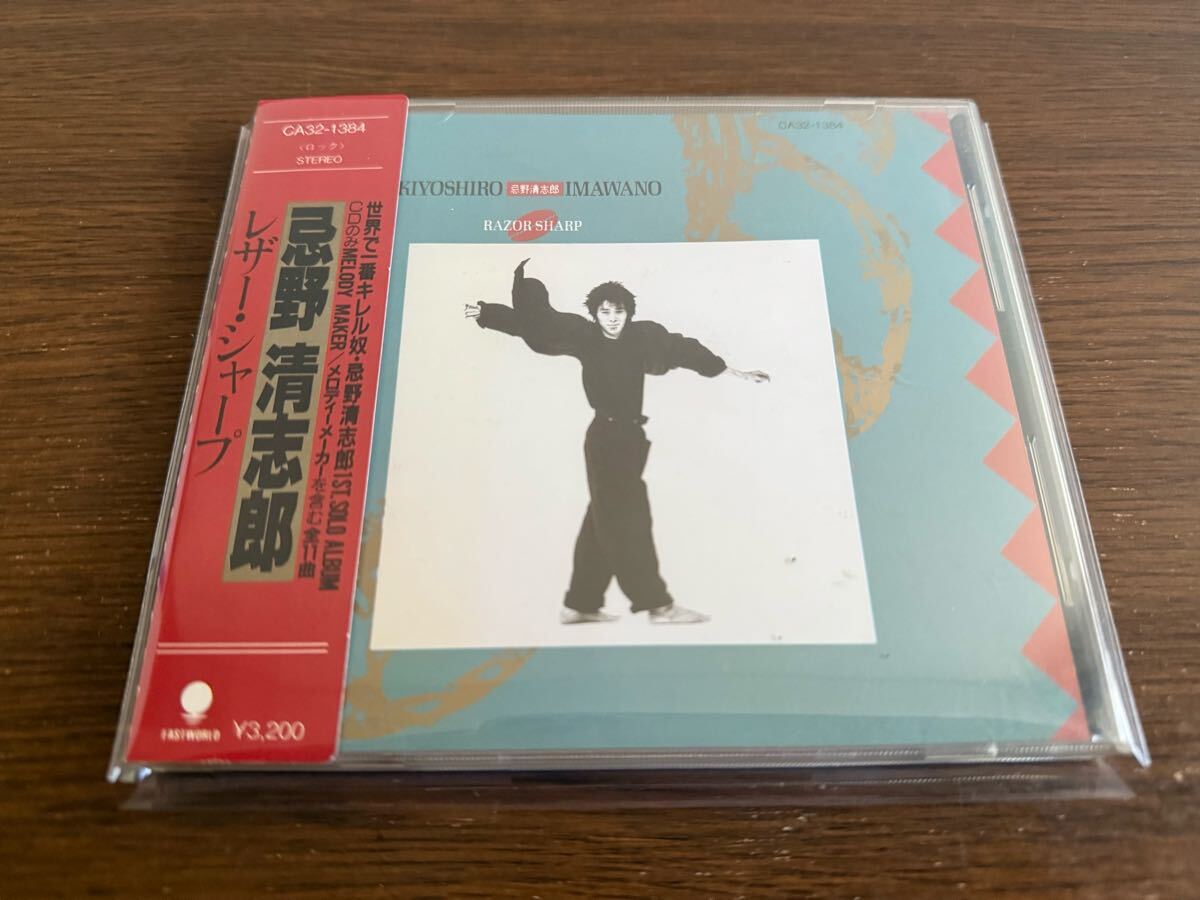 CA32-1384
〈ロック〉
STEREO
世界で一番キレル奴・忌野清志郎1ST.SOLO ALBUM
CDのみMELODY MAKER/メロディーメーカーを含む全11曲
忌野 清志郎
レザー・シャープ
EASTWORLD
¥3,200
CA32-1384
KIYOSHIRO 忌野清志郎 IMAWANO
RAZOR SHARP